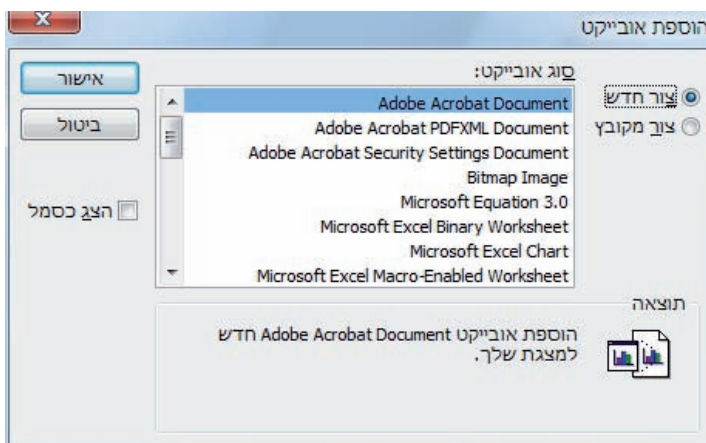 הוספת אובייקט
צור חדש
צור מקובץ
סוג אובייקט:
Adobe Acrobat Document
Adobe Acrobat PDFXML Document
Adobe Acrobat Security Settings Document
Bitmap Image
Microsoft Equation 3.0
Microsoft Excel Binary Worksheet
Microsoft Excel Chart
Microsoft Excel Macro-Enabled Worksheet
אישור
ביטול
הצג כסמל
תוצאה
הוספת אובייקט Adobe Acrobat Document חדש
למצגת שלך.